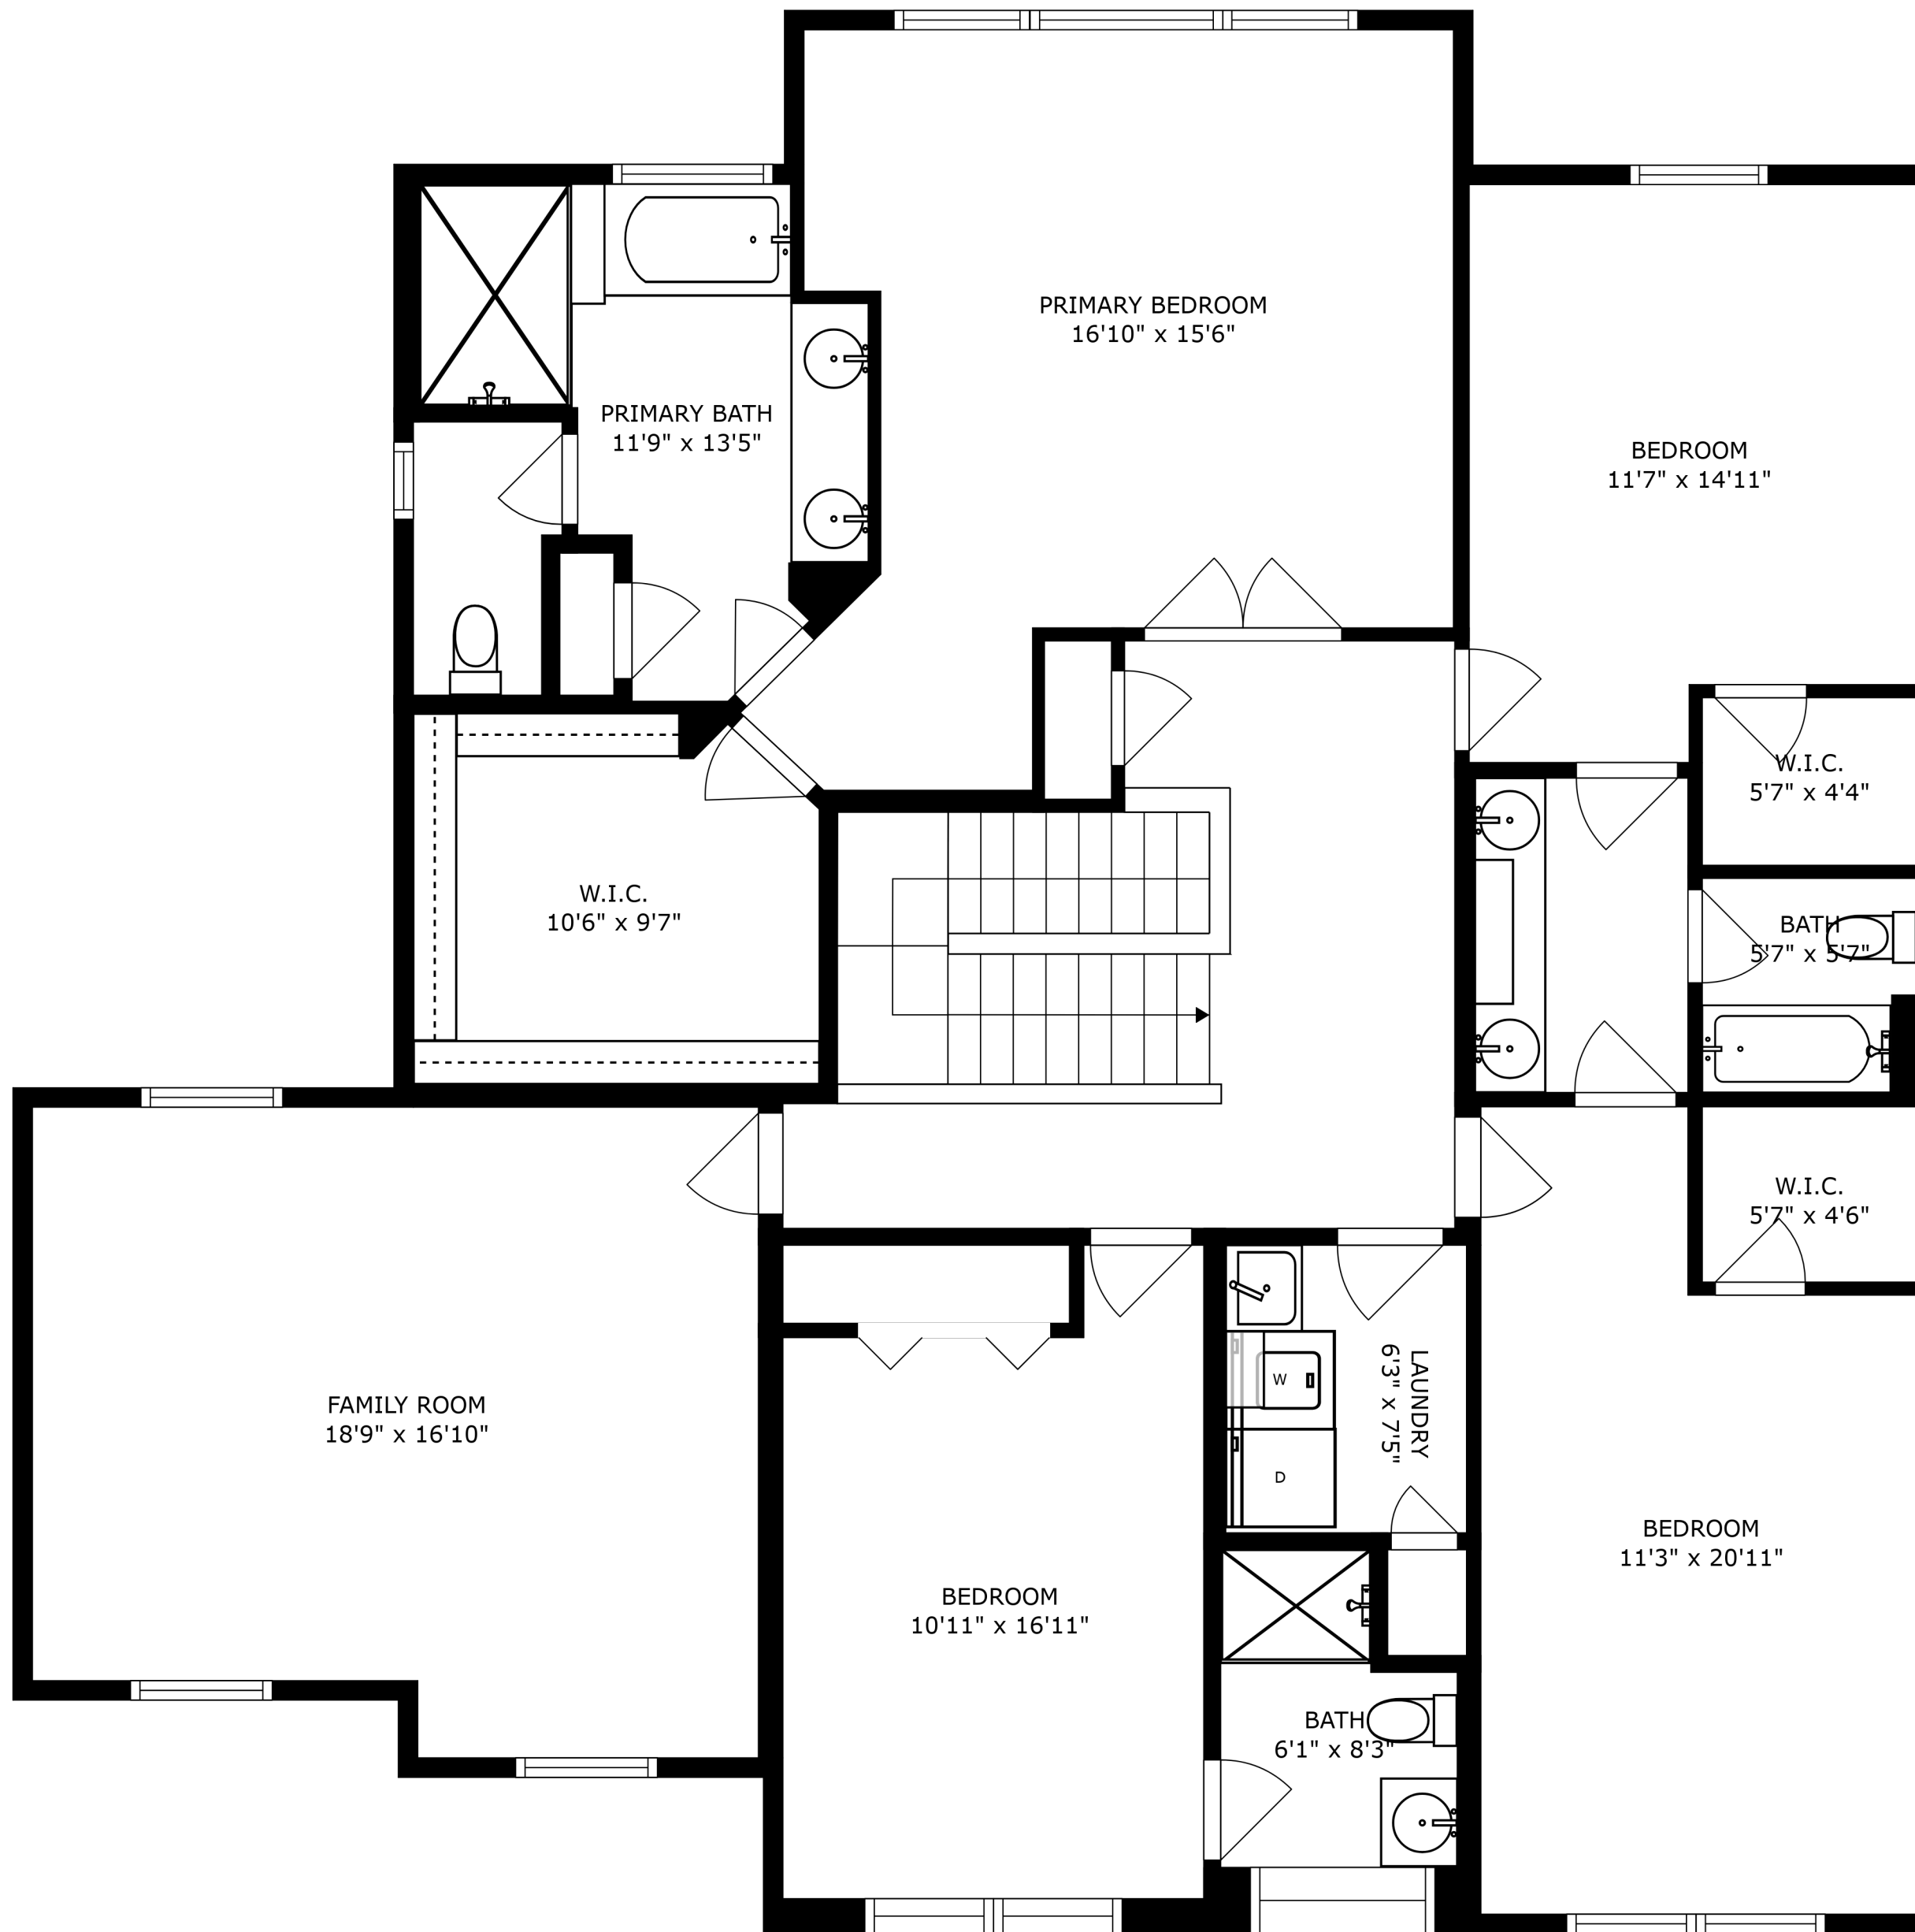 PRIMARY BEDROOM
16'10" x 15'6"
PRIMARY BATH
11'9" x 13'5"
BEDROOM
11'7" x 14'11"
W.I.C.
5'7" x 4'4"
W.I.C.
10'6" x 9'7"
BATH
5'7" x 5'7"
W.I.C.
5'7" x 4'6"
FAMILY ROOM
18'9" x 16'10"
LAUNDRY
6'3" x 7'5"
W
D
BEDROOM
11'3" x 20'11"
BEDROOM
10'11" x 16'11"
BATH
6'1" x 8'3"